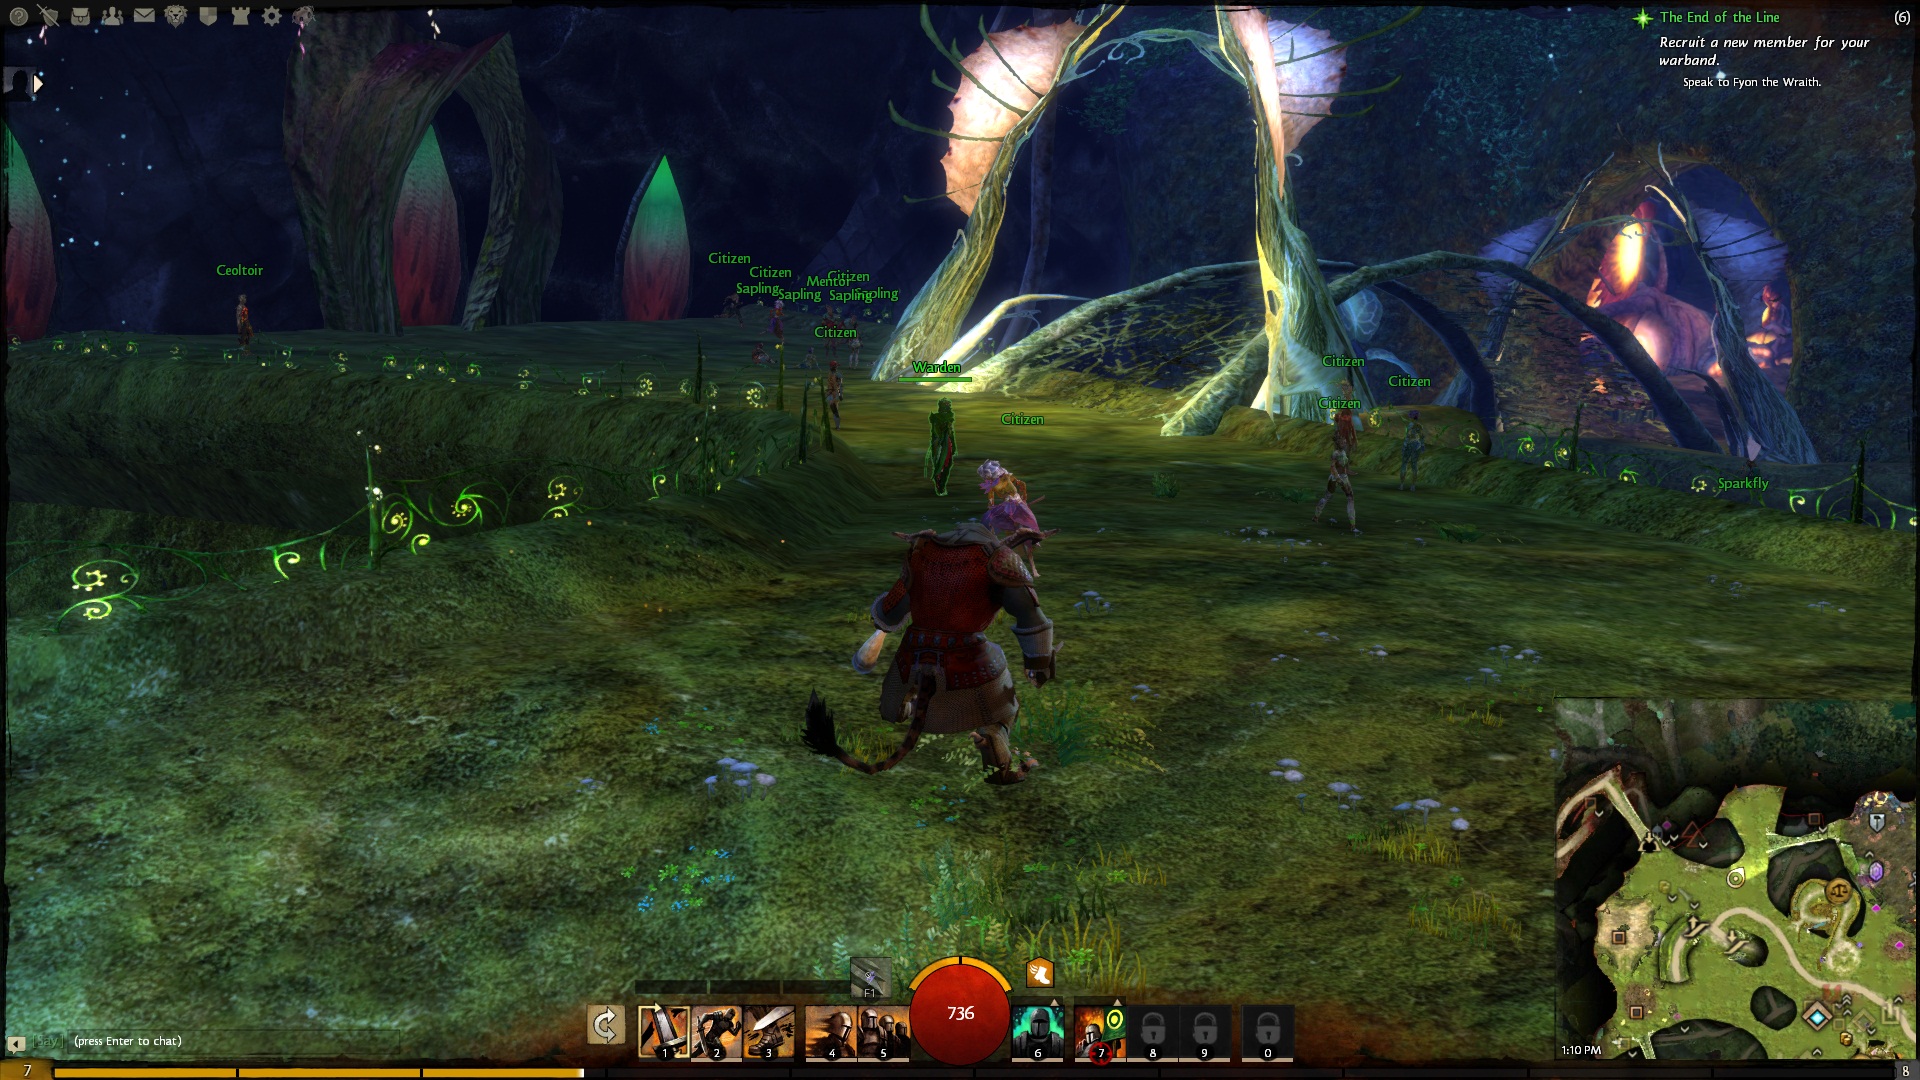 The End of the Line
(6)
Recruit a new member for your
warband.
Speak to Fyon the Wraith.
Ceoltoir
Citizen
Citizen
Citizen
Mentor
Sapling
Sapling
Sapling
Sapling
Citizen
Warden
Citizen
Citizen
Citizen
Citizen
Sparkfly
F1
736
1
2
3
4
5
6
7
8
9
0
[Say]
(press Enter to chat)
1:10 PM
7
8